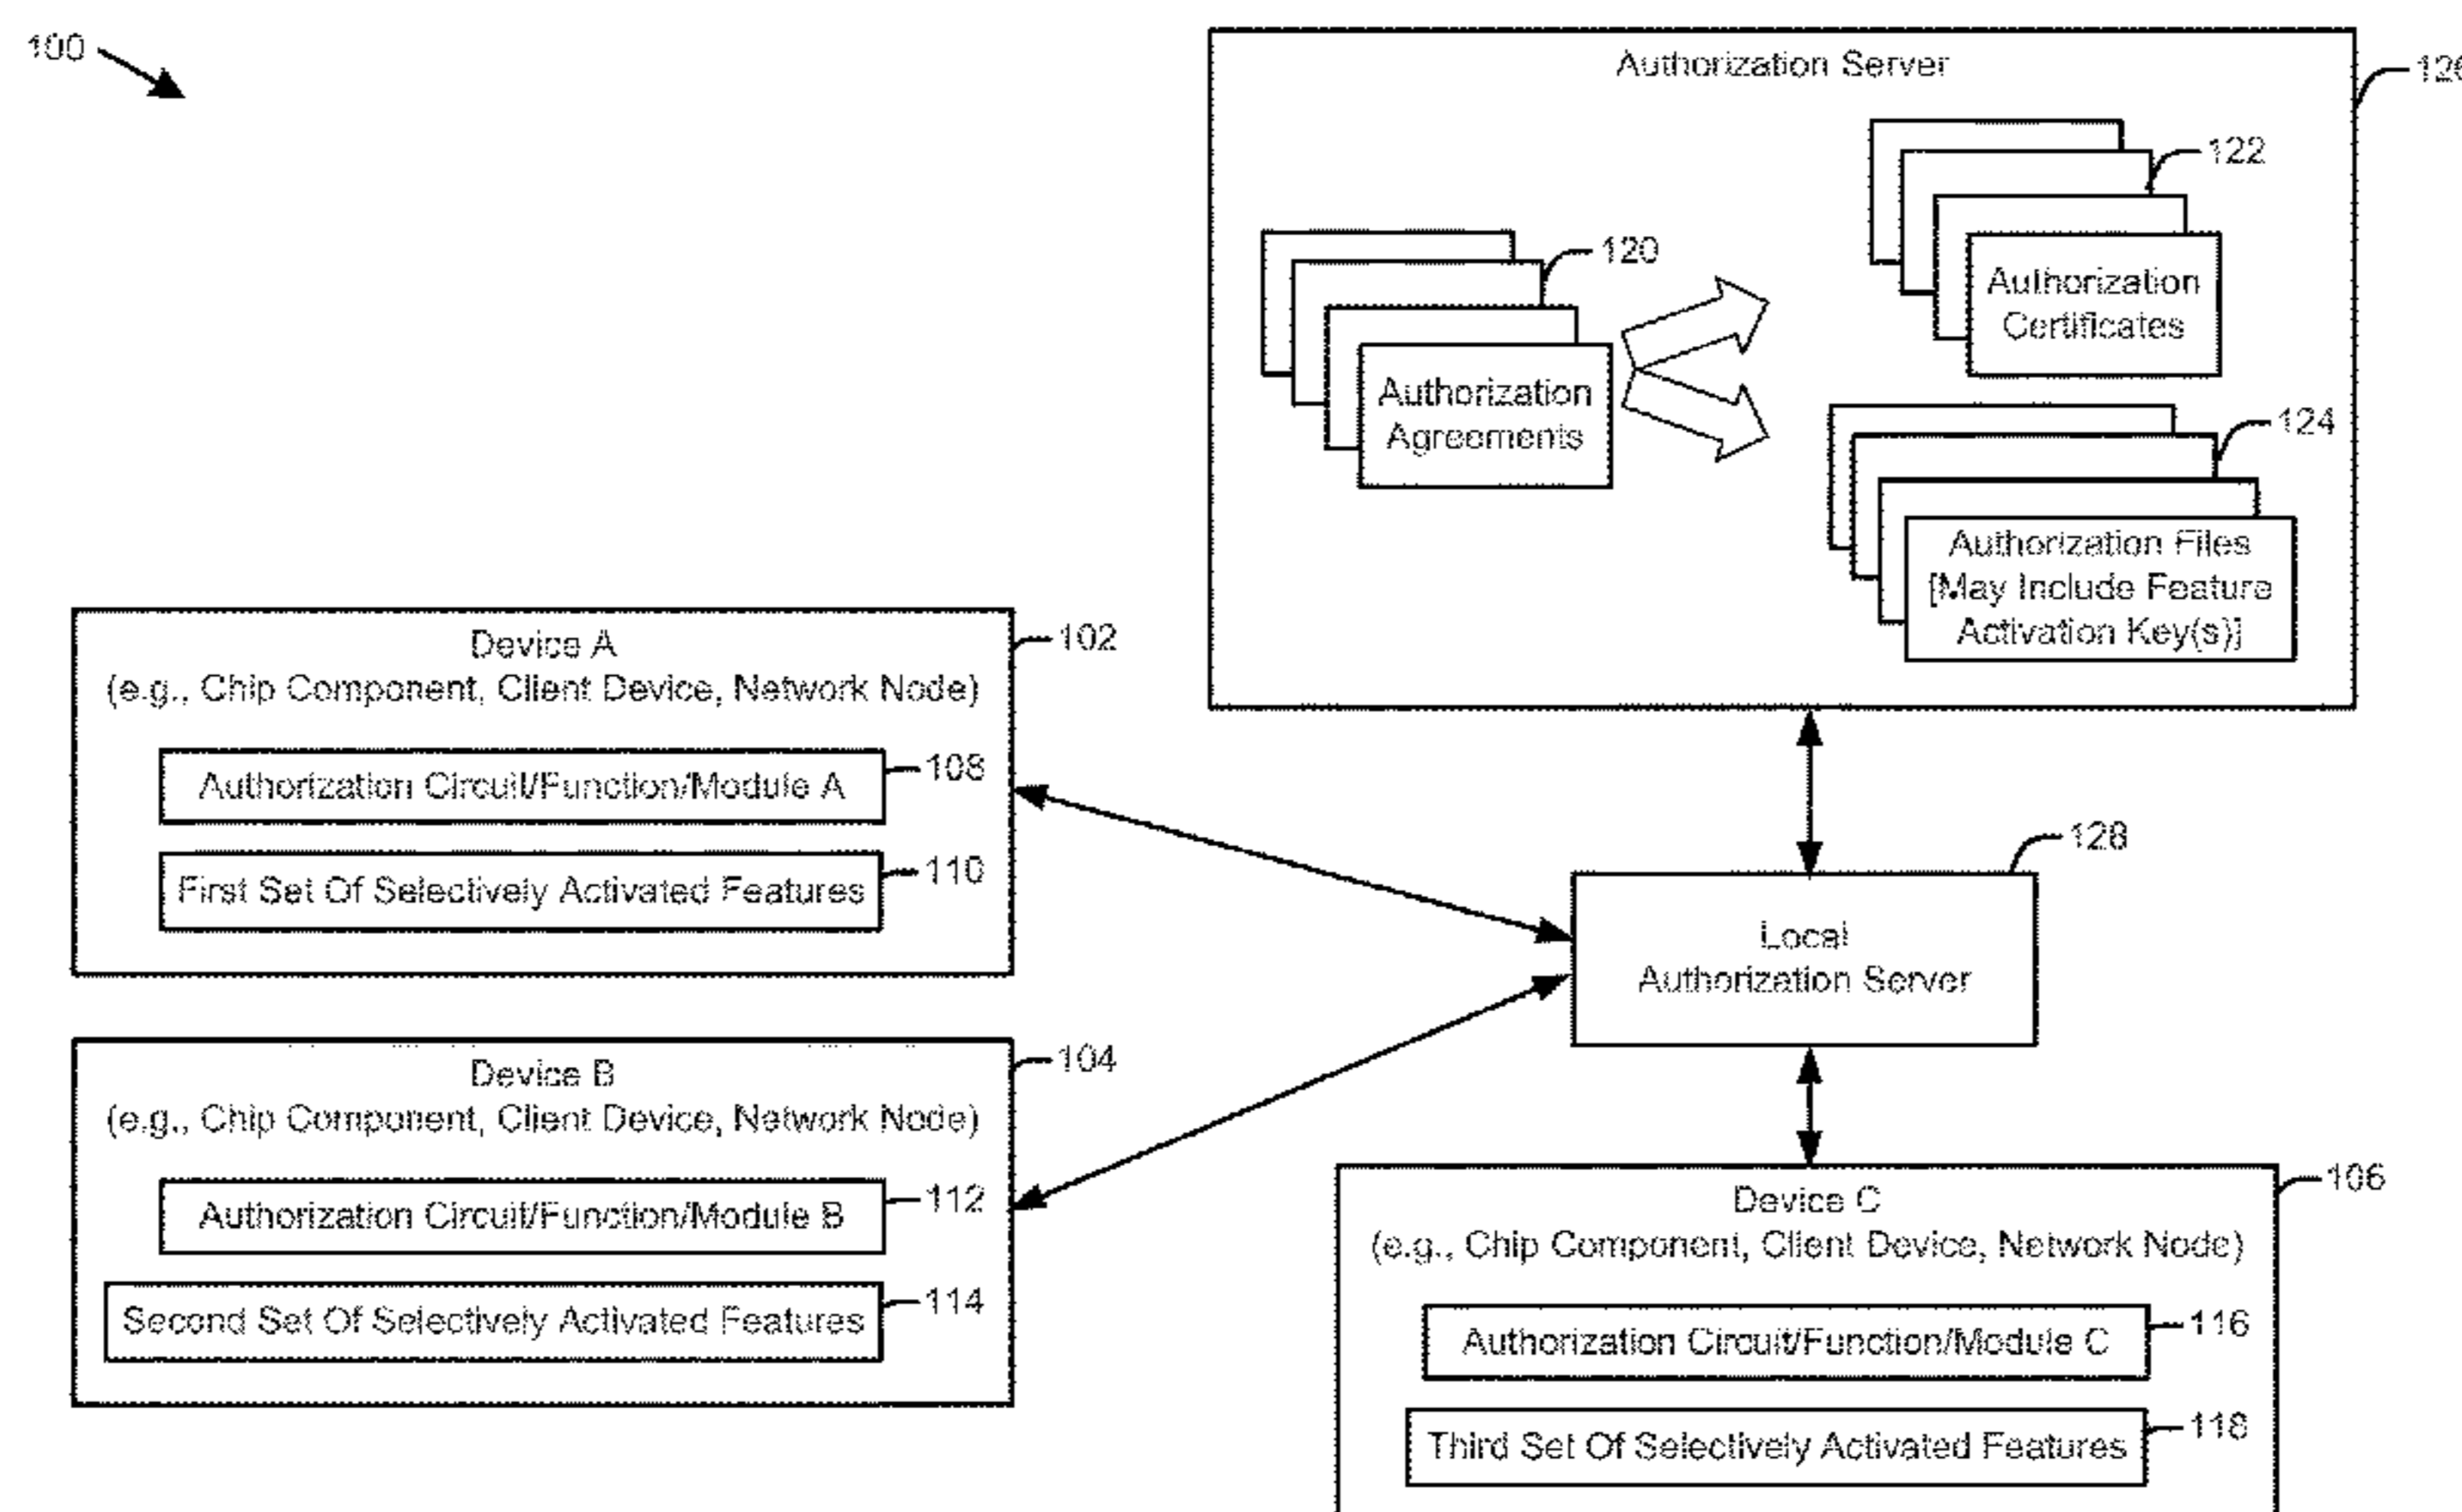 100
Authorization Server
126
122
120
Authorization
Certificates
Authorization
Agreements
124
Authorization Files
[May Include Feature
Activation Key(s)]
Device A
102
(e.g., Chip Component, Client Device, Network Node)
Authorization Circuit/Function/Module A
108
First Set Of Selectively Activated Features
110
128
Local
Authorization Server
Device B
104
(e.g., Chip Component, Client Device, Network Node)
Authorization Circuit/Function/Module B
112
Second Set Of Selectively Activated Features
114
Device C
106
(e.g., Chip Component, Client Device, Network Node)
Authorization Circuit/Function/Module C
116
Third Set Of Selectively Activated Features
118